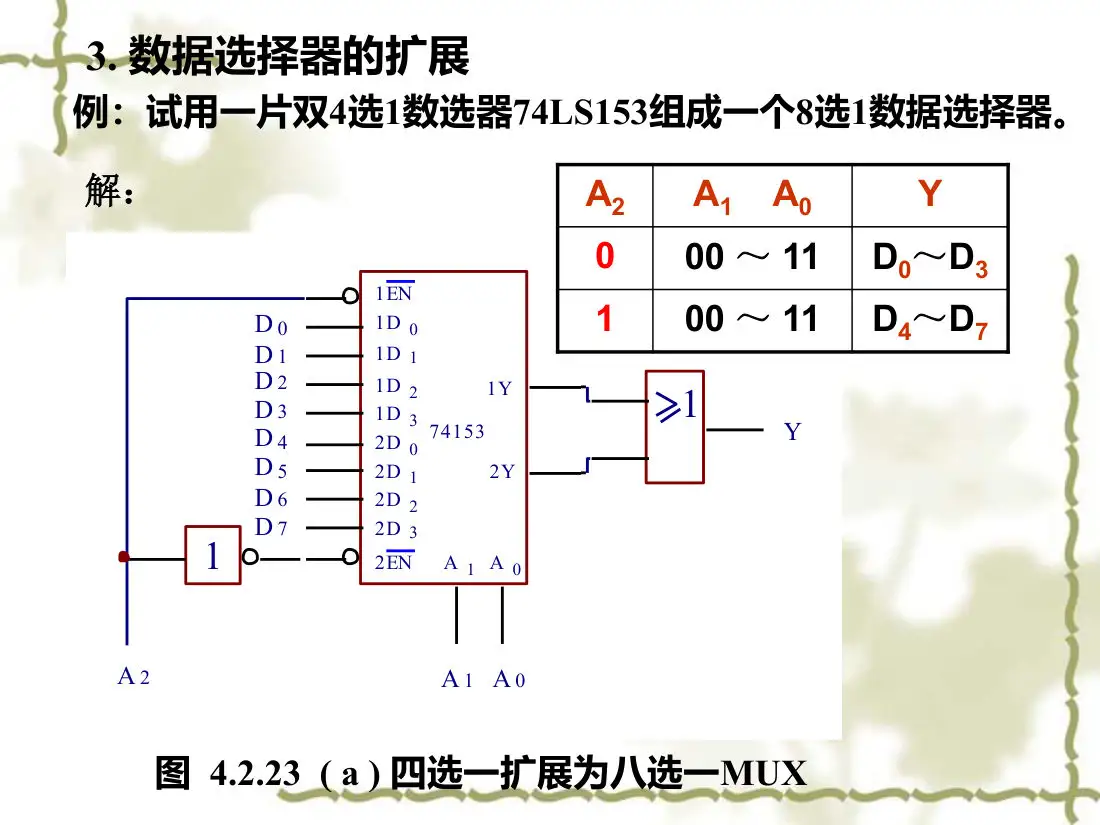 3. 数据选择器的扩展
例：试用一片双4选1数选器74LS153组成一个8选1数据选择器。
解：
A2 A1 A0 Y
0 00 ～ 11 D0～D3
1 00 ～ 11 D4～D7
1EN
D0 1D0
D1 1D1
D2 1D2 1Y
D3 1D3
74153
D4 2D0
D5 2D1 2Y
D6 2D2
D7 2D3
≥1
Y
1
2EN A1 A0
A2
A1 A0
图 4.2.23 ( a ) 四选一扩展为八选一MUX